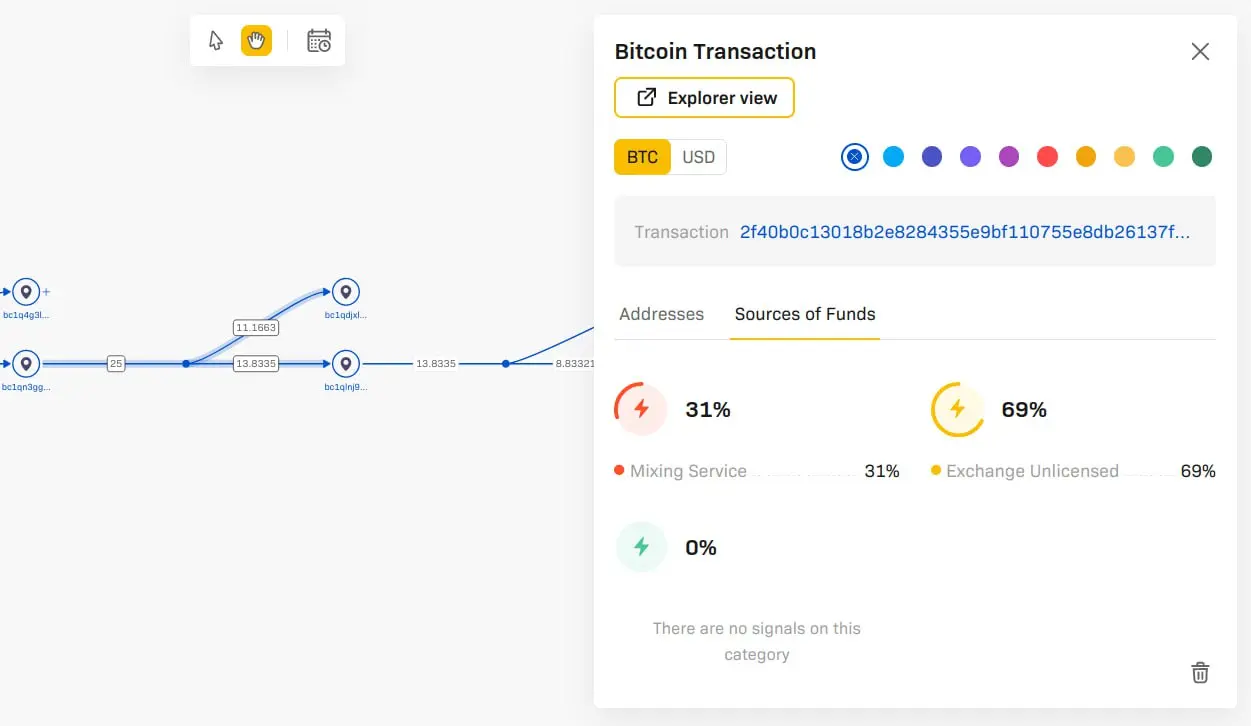 Bitcoin Transaction
Explorer view
BTC USD
Transaction 2f40b0c13018b2e8284355e9bf110755e8db26137f...
Addresses Sources of Funds
31%
Mixing Service 31%
69%
Exchange Unlicensed 69%
0%
There are no signals on this
category
bc1q4g3l...
bc1qdjxl...
11.1663
25
13.8335
13.8335
8.83321
bc1qn3gg...
bc1qlnj9...